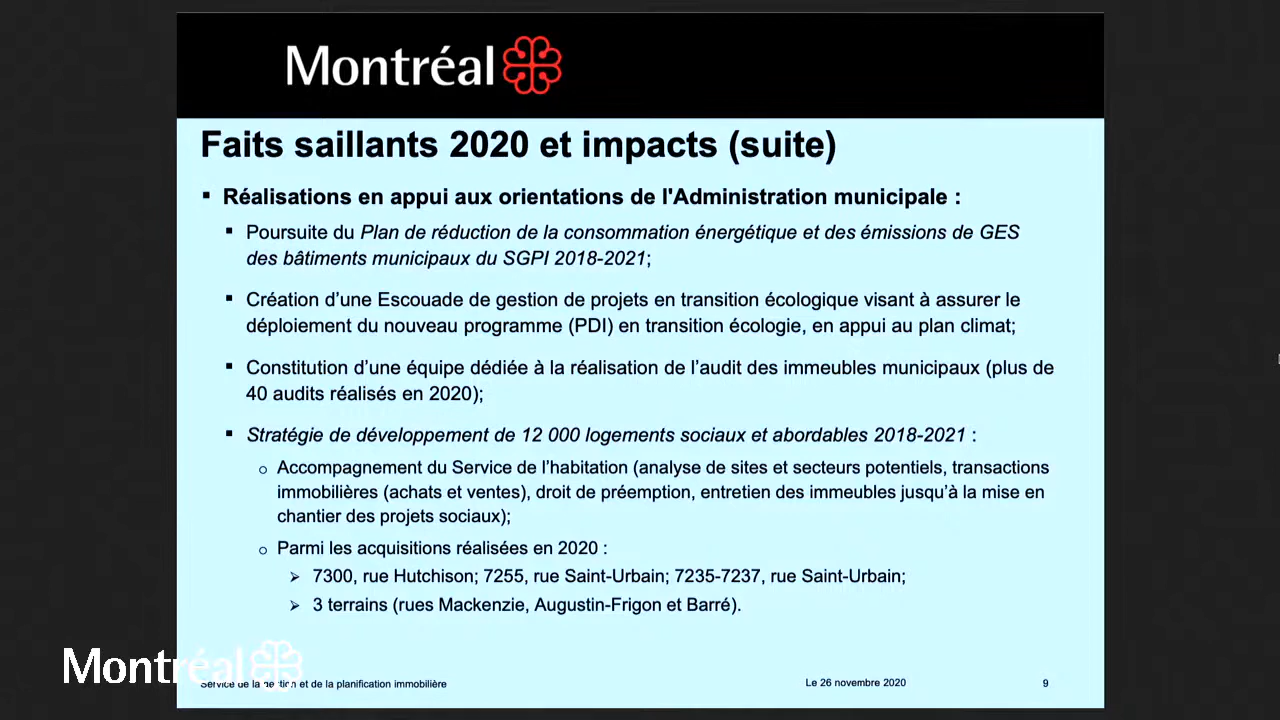 Montréal
Faits saillants 2020 et impacts (suite)
▪ Réalisations en appui aux orientations de l'Administration municipale :
▪ Poursuite du Plan de réduction de la consommation énergétique et des émissions de GES
des bâtiments municipaux du SGPI 2018-2021;
▪ Création d’une Escouade de gestion de projets en transition écologique visant à assurer le
déploiement du nouveau programme (PDI) en transition écologie, en appui au plan climat;
▪ Constitution d’une équipe dédiée à la réalisation de l’audit des immeubles municipaux (plus de
40 audits réalisés en 2020);
▪ Stratégie de développement de 12 000 logements sociaux et abordables 2018-2021 :
o Accompagnement du Service de l’habitation (analyse de sites et secteurs potentiels, transactions
immobilières (achats et ventes), droit de préemption, entretien des immeubles jusqu’à la mise en
chantier des projets sociaux);
o Parmi les acquisitions réalisées en 2020 :
➢ 7300, rue Hutchison; 7255, rue Saint-Urbain; 7235-7237, rue Saint-Urbain;
➢ 3 terrains (rues Mackenzie, Augustin-Frigon et Barré).
Montréal
Service de la gestion et de la planification immobilière
Le 26 novembre 2020
9